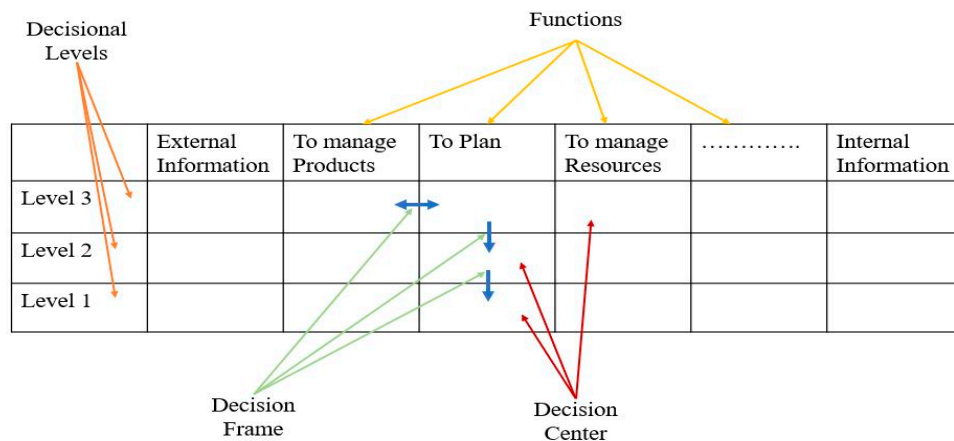 Functions
Decisional
Levels
External
Information
To manage
Products
To Plan
To manage
Resources
………….
Internal
Information
Level 3
Level 2
Level 1
Decision
Frame
Decision
Center